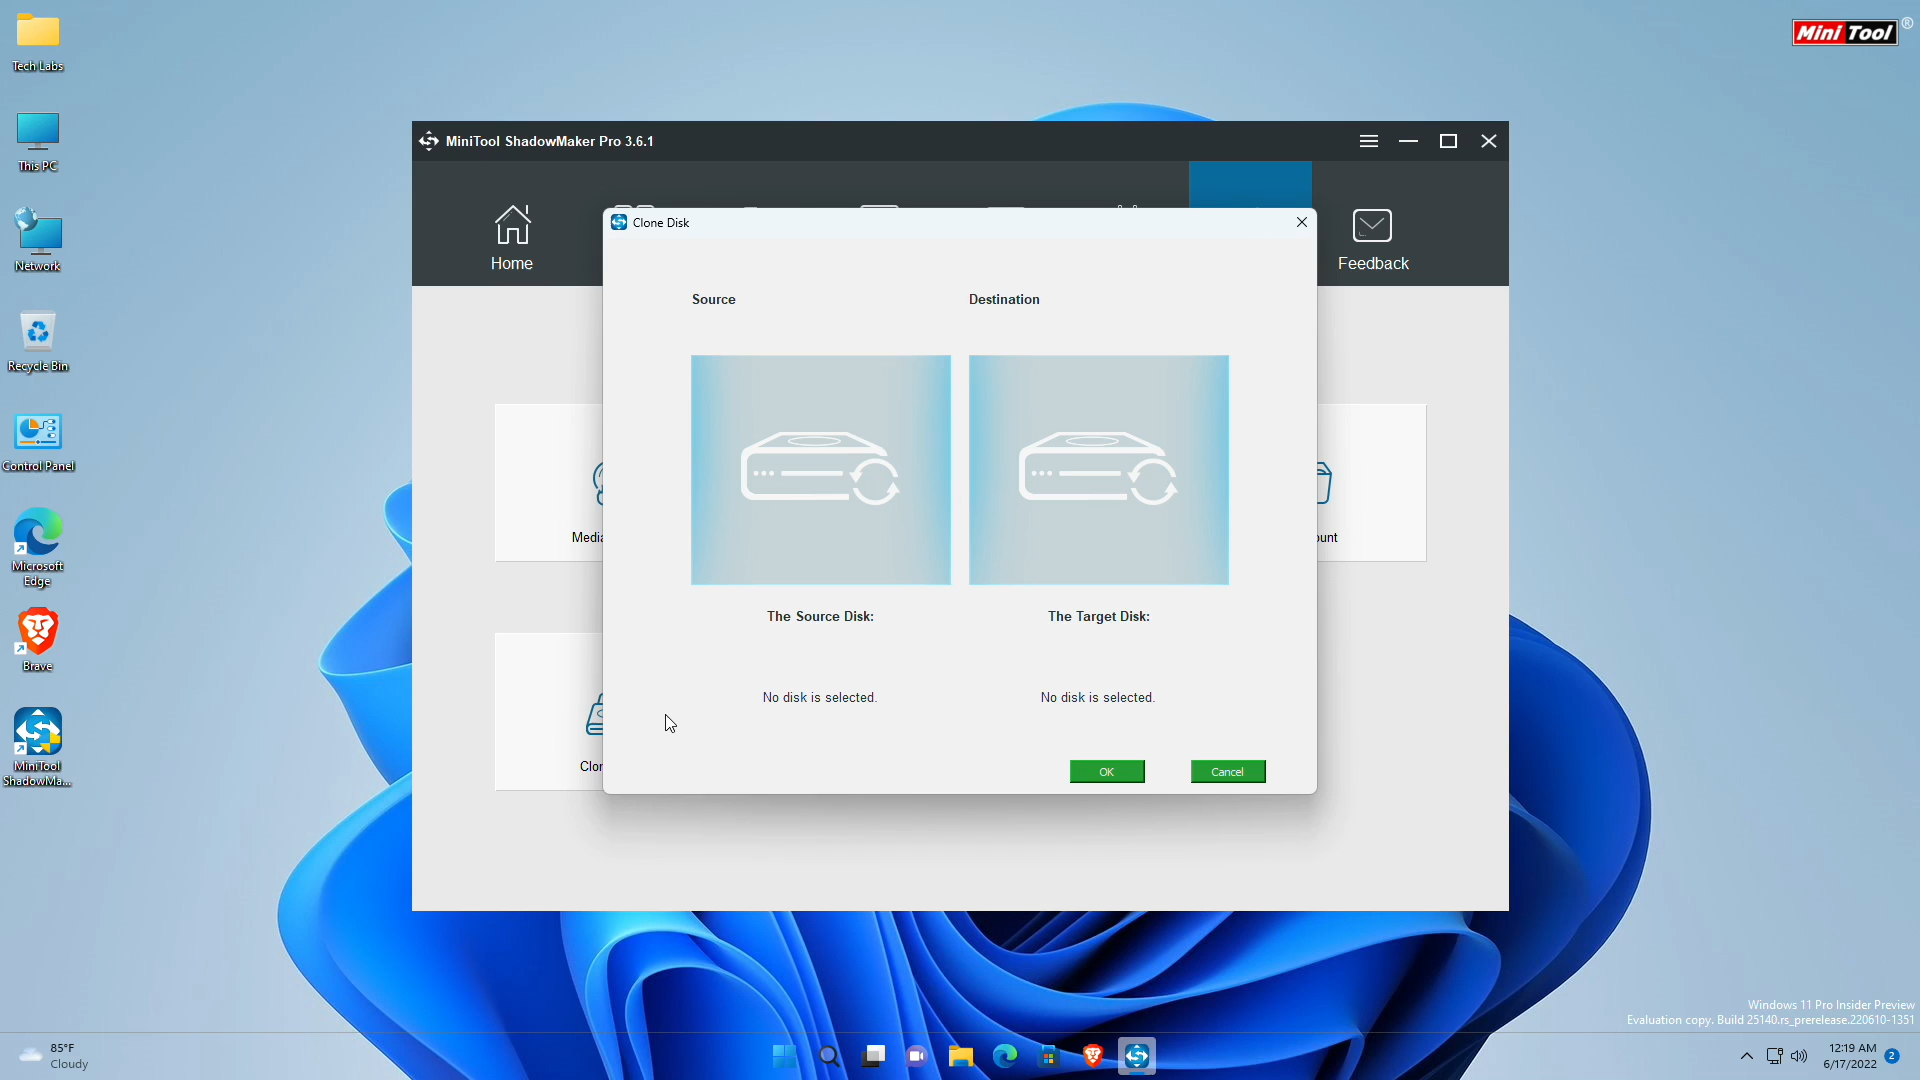 Tech Labs
This PC
Network
Recycle Bin
Control Panel
Microsoft
Edge
Brave
MiniTool
ShadowMa...
MiniTool®
MiniTool ShadowMaker Pro 3.6.1
Home
Feedback
Clone Disk
Source
Destination
The Source Disk:
The Target Disk:
No disk is selected.
No disk is selected.
OK
Cancel
Media
ount
Clon
Windows 11 Pro Insider Preview
Evaluation copy. Build 25140.rs_prerelease.220610-1351
85°F
Cloudy
12:19 AM
6/17/2022
2